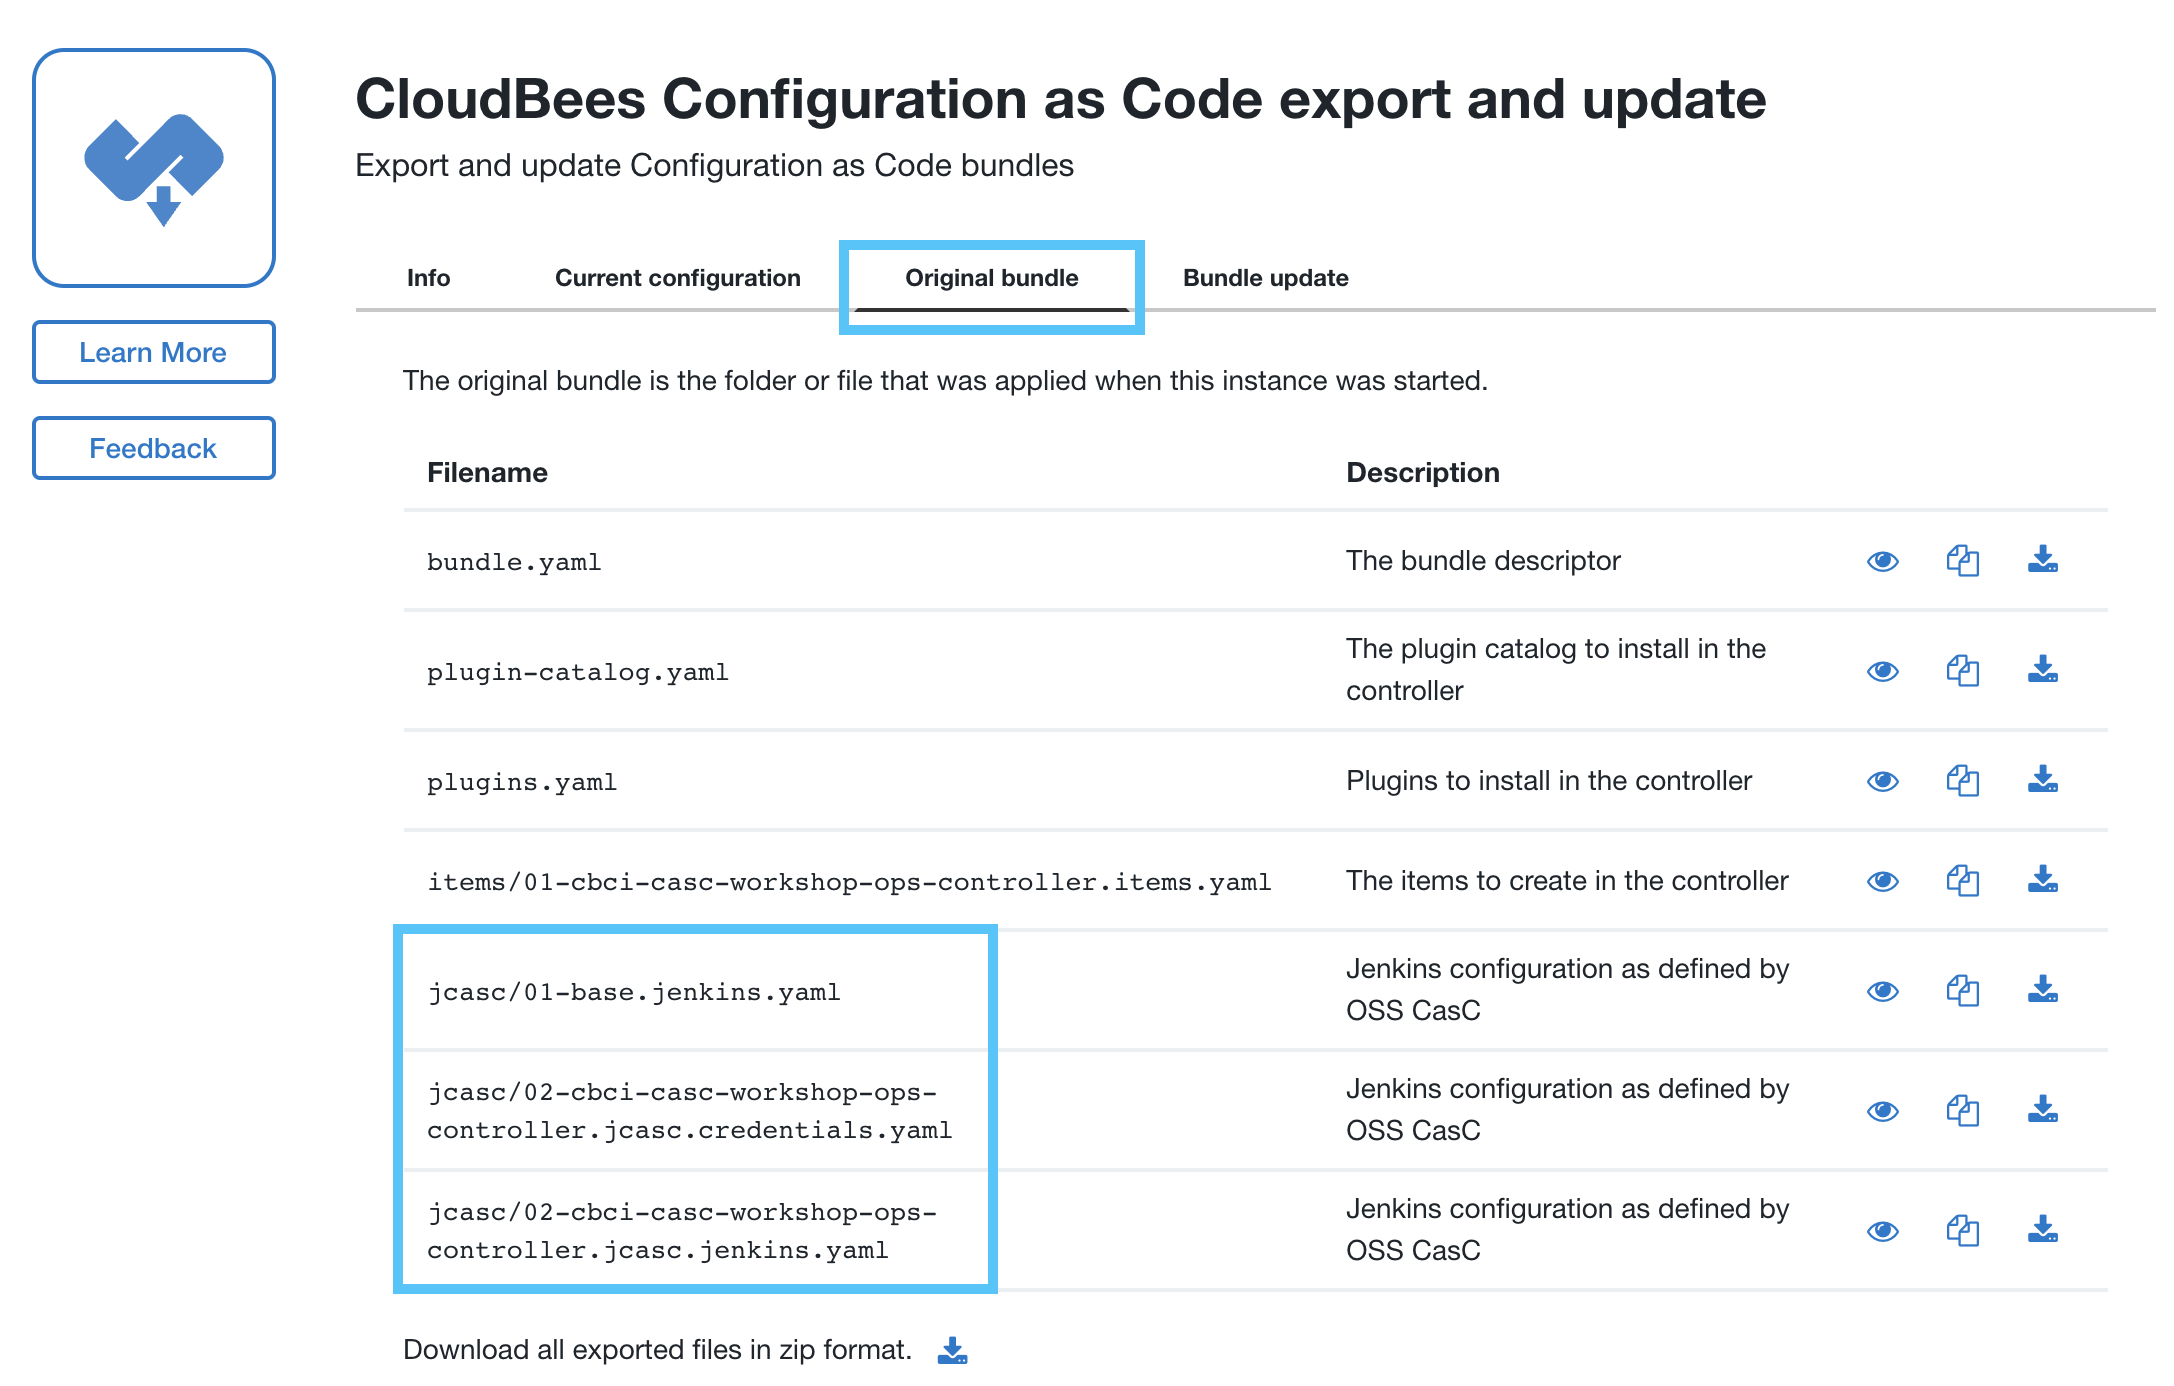 CloudBees Configuration as Code export and update
Export and update Configuration as Code bundles
Learn More
Feedback
Info
Current configuration
Original bundle
Bundle update
The original bundle is the folder or file that was applied when this instance was started.
Filename
Description
bundle.yaml
The bundle descriptor
plugin-catalog.yaml
The plugin catalog to install in the
controller
plugins.yaml
Plugins to install in the controller
items/01-cbci-casc-workshop-ops-controller.items.yaml
The items to create in the controller
jcasc/01-base.jenkins.yaml
Jenkins configuration as defined by
OSS CasC
jcasc/02-cbci-casc-workshop-ops-
controller.jcasc.credentials.yaml
Jenkins configuration as defined by
OSS CasC
jcasc/02-cbci-casc-workshop-ops-
controller.jcasc.jenkins.yaml
Jenkins configuration as defined by
OSS CasC
Download all exported files in zip format.